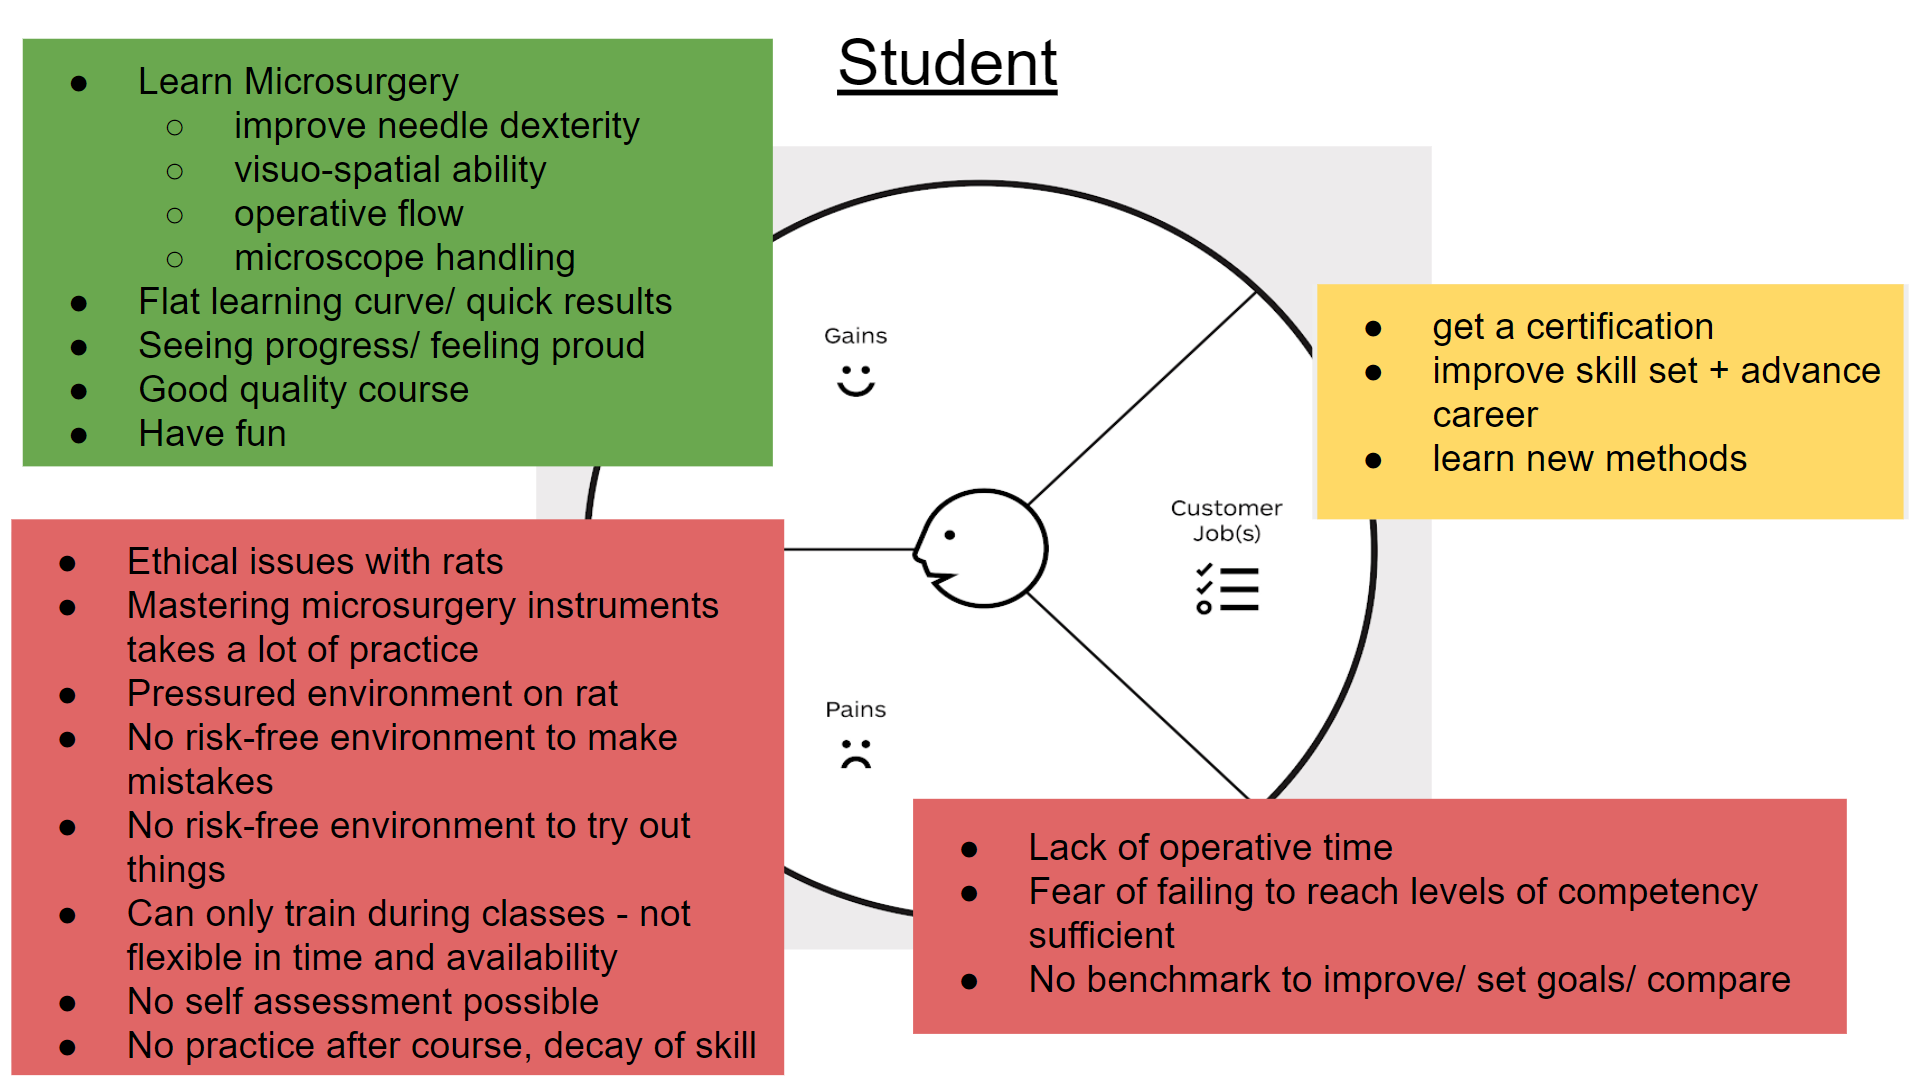 Student
● Learn Microsurgery
○ improve needle dexterity
○ visuo-spatial ability
○ operative flow
○ microscope handling
● Flat learning curve/ quick results
● Seeing progress/ feeling proud
● Good quality course
● Have fun
Gains
● get a certification
● improve skill set + advance
career
● learn new methods
Customer
Job(s)
● Ethical issues with rats
● Mastering microsurgery instruments
takes a lot of practice
● Pressured environment on rat
● No risk-free environment to make
mistakes
● No risk-free environment to try out
things
● Can only train during classes - not
flexible in time and availability
● No self assessment possible
● No practice after course, decay of skill
Pains
● Lack of operative time
● Fear of failing to reach levels of competency
sufficient
● No benchmark to improve/ set goals/ compare